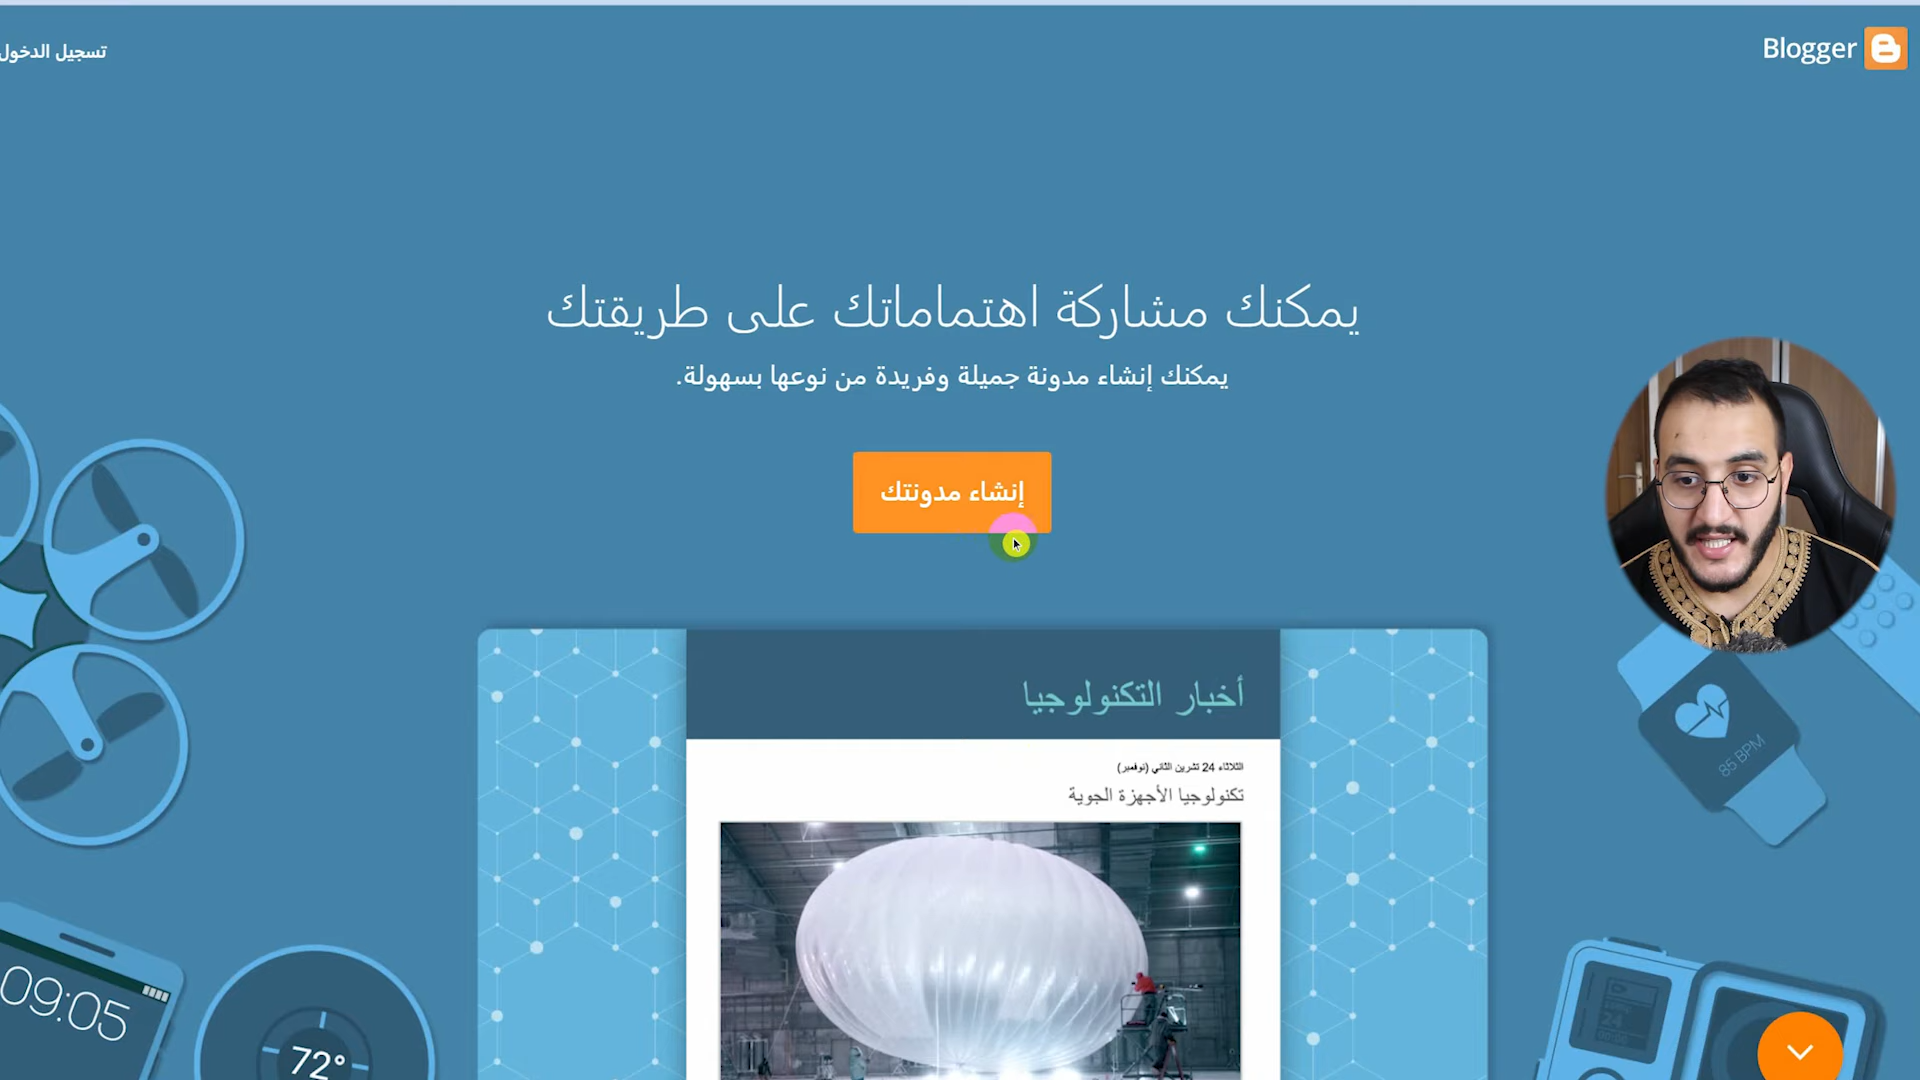 Blogger
تسجيل الدخول
يمكنك مشاركة اهتماماتك على طريقتك
يمكنك إنشاء مدونة جميلة وفريدة من نوعها بسهولة.
إنشاء مدونتك
أخبار التكنولوجيا
الثلاثاء 24 تشرين الثاني (نوفمبر)
تكنولوجيا الأجهزة الجوية
85 BPM
09:05
72°
24